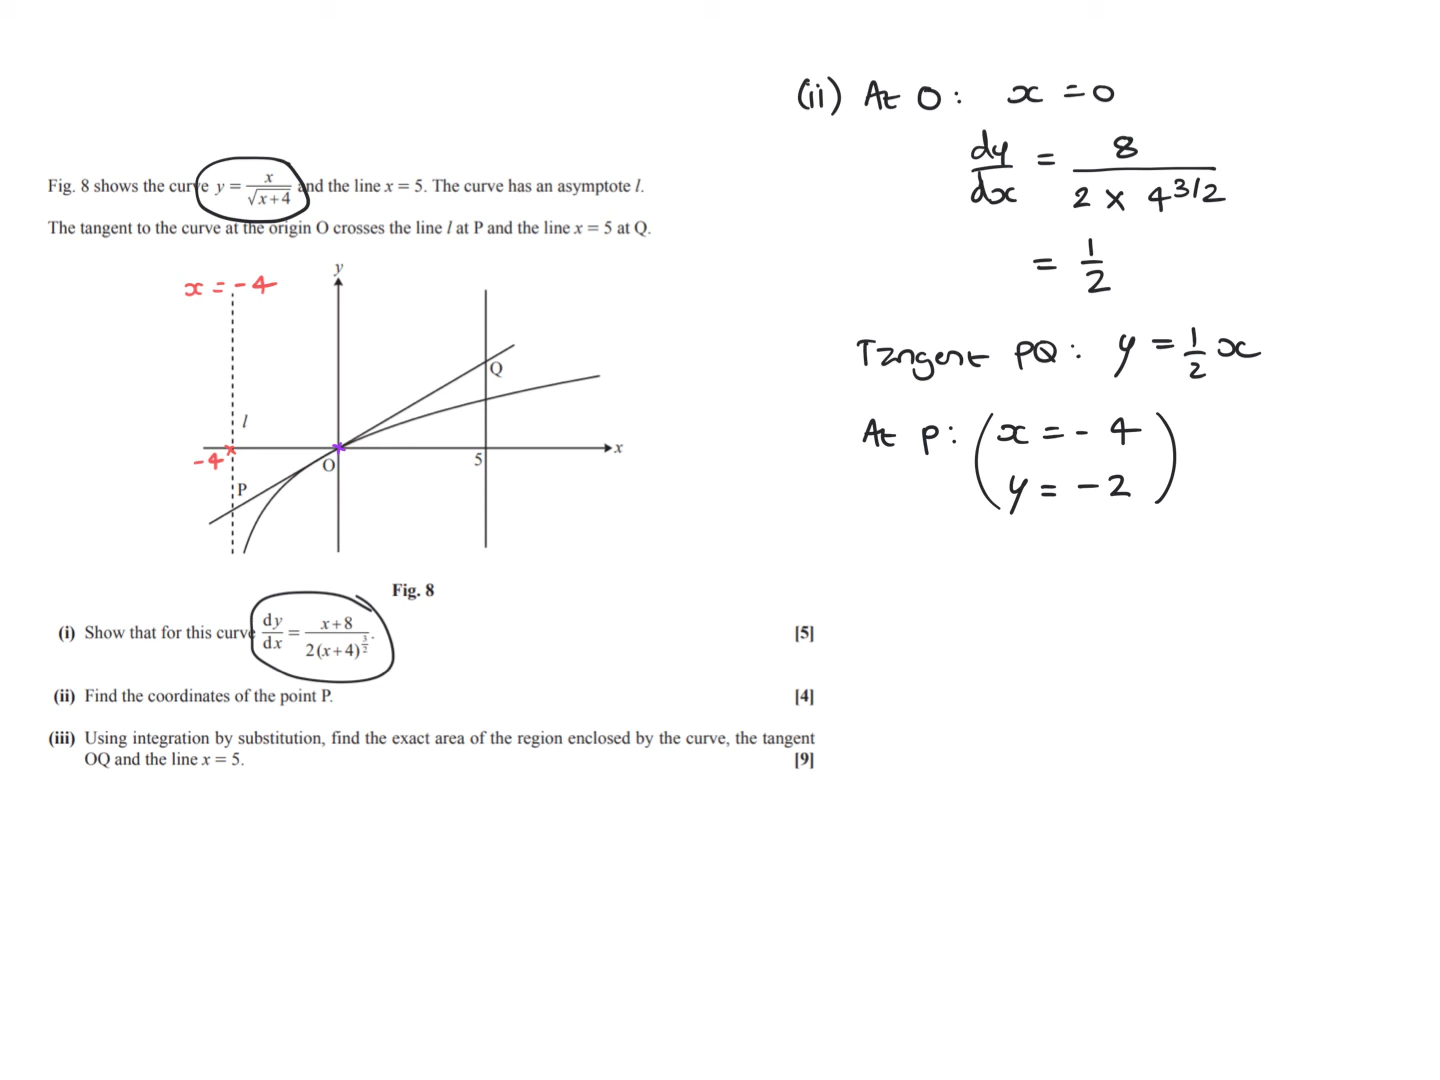 Fig. 8 shows the curve y = x/√(x+4) and the line x = 5. The curve has an asymptote l.
The tangent to the curve at the origin O crosses the line l at P and the line x = 5 at Q.
x = -4
y
Q
l
-4
O
5
x
P
Fig. 8
(i) Show that for this curve dy/dx = (x+8)/(2(x+4)^(3/2)). [5]
(ii) Find the coordinates of the point P. [4]
(iii) Using integration by substitution, find the exact area of the region enclosed by the curve, the tangent
OQ and the line x = 5. [9]
(ii) At O: x = 0
dy/dx = 8/(2 × 4^3/2)
= 1/2
Tangent PQ: y = 1/2 x
At P: (x = -4
y = -2)